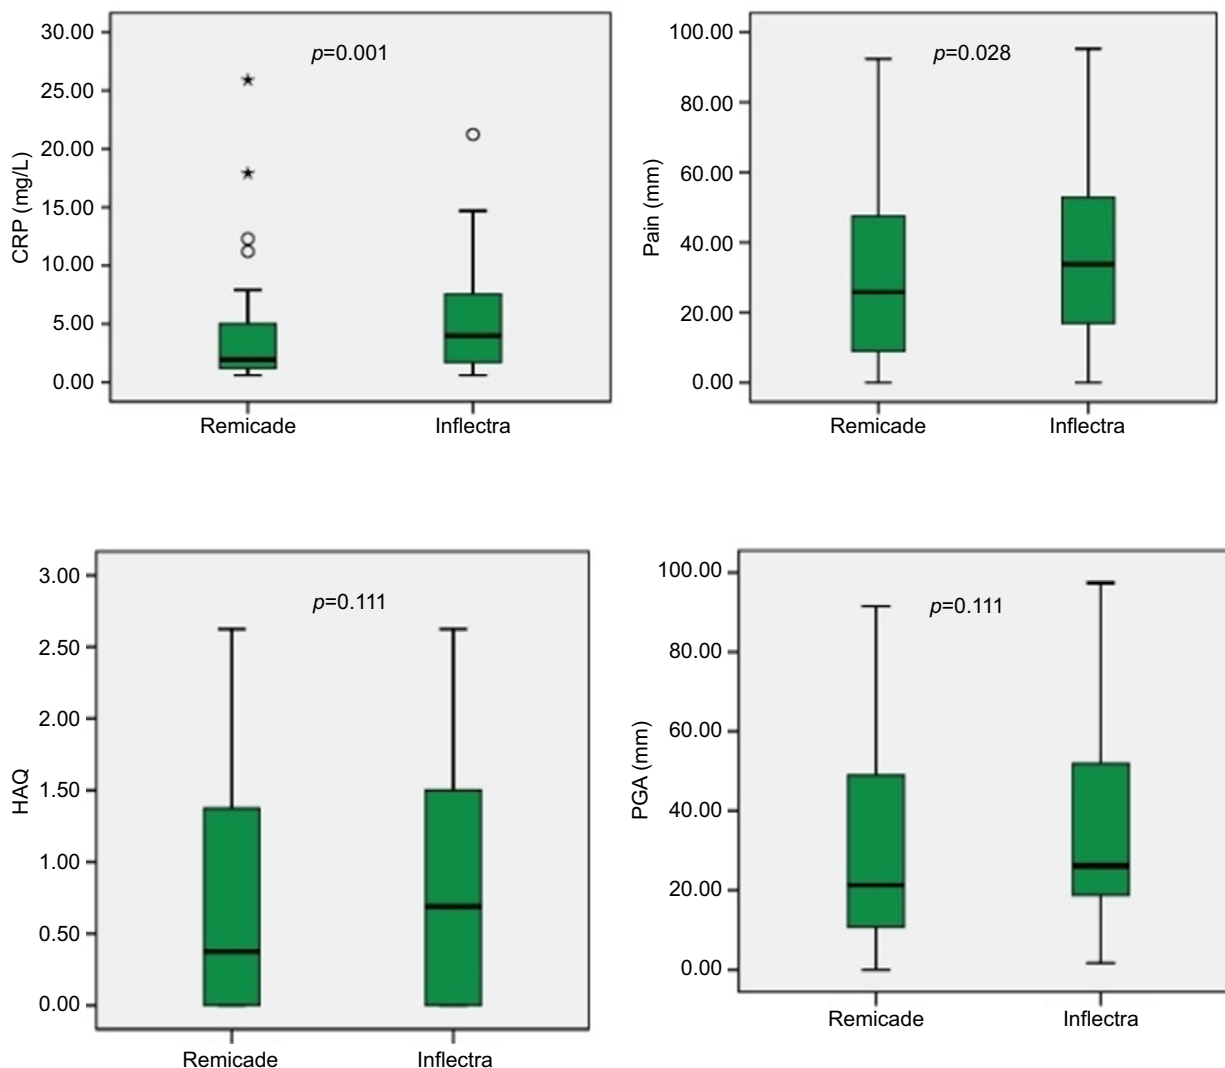 30.00
25.00
20.00
15.00
10.00
5.00
0.00
CRP (mg/L)
p=0.001
Remicade Inflectra
100.00
80.00
60.00
40.00
20.00
0.00
Pain (mm)
p=0.028
Remicade Inflectra
3.00
2.50
2.00
1.50
1.00
0.50
0.00
HAQ
p=0.111
Remicade Inflectra
100.00
80.00
60.00
40.00
20.00
0.00
PGA (mm)
p=0.111
Remicade Inflectra